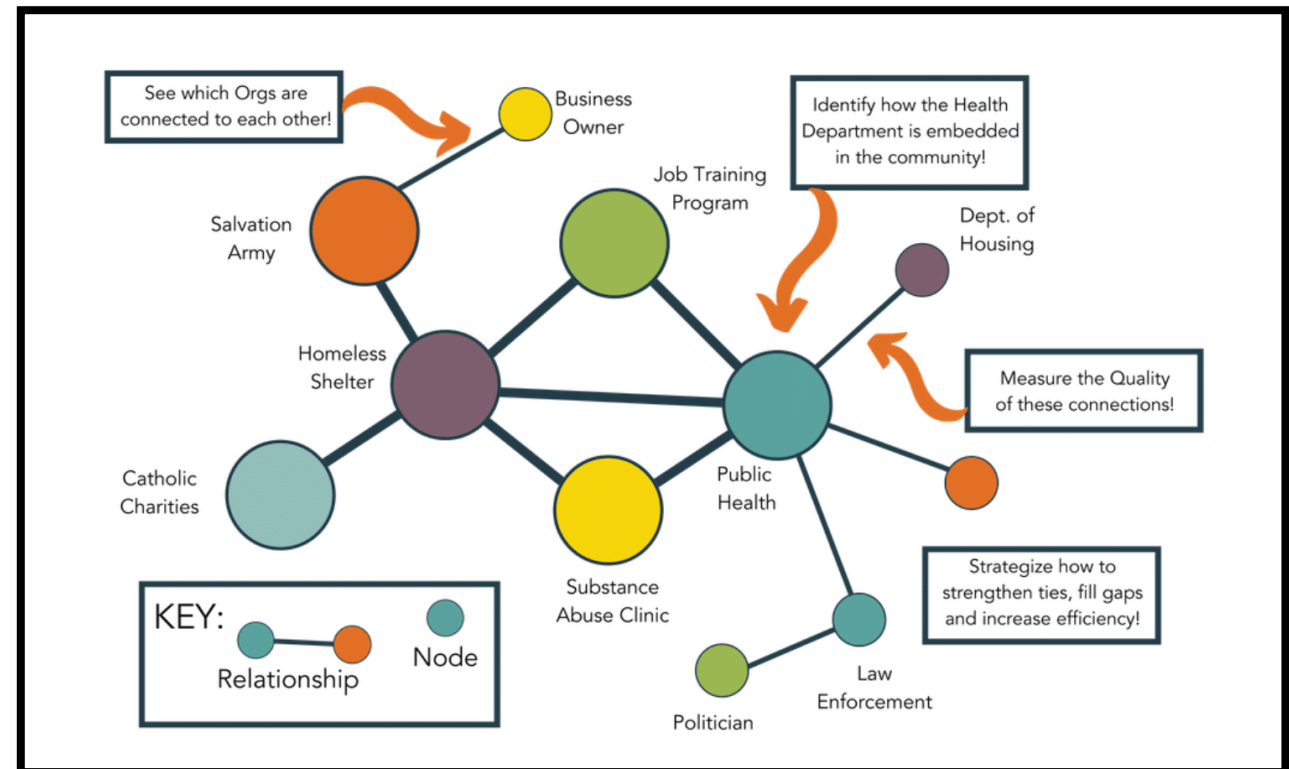 See which Orgs are
connected to each other!
Business
Owner
Identify how the Health
Department is embedded
in the community!
Job Training
Program
Salvation
Army
Dept. of
Housing
Homeless
Shelter
Measure the Quality
of these connections!
Catholic
Charities
Public
Health
Substance
Abuse Clinic
Strategize how to
strengthen ties, fill gaps
and increase efficiency!
KEY:
Relationship
Node
Law
Enforcement
Politician